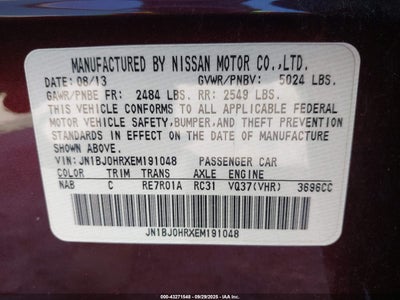 MANUFACTURED BY NISSAN MOTOR CO.,LTD.
DATE: 08/13 GVWR/PNBV: 5024 LBS.
GAWR/PNBE FR: 2484 LBS. RR: 2549 LBS.
THIS VEHICLE CONFORMS TO ALL APPLICABLE FEDERAL
MOTOR VEHICLE SAFETY, BUMPER, AND THEFT PREVENTION
STANDARDS IN EFFECT ON THE DATE OF MANUFACTURE
SHOWN ABOVE.
VIN: JN1BJ0HRXEM191048 PASSENGER CAR
COLOR TRIM TRANS AXLE ENGINE
NAB C RE7R01A RC31 VQ37(VHR) 3696CC
JN1BJ0HRXEM191048
000-43271548 - 09/29/2025 - IAAI.COM